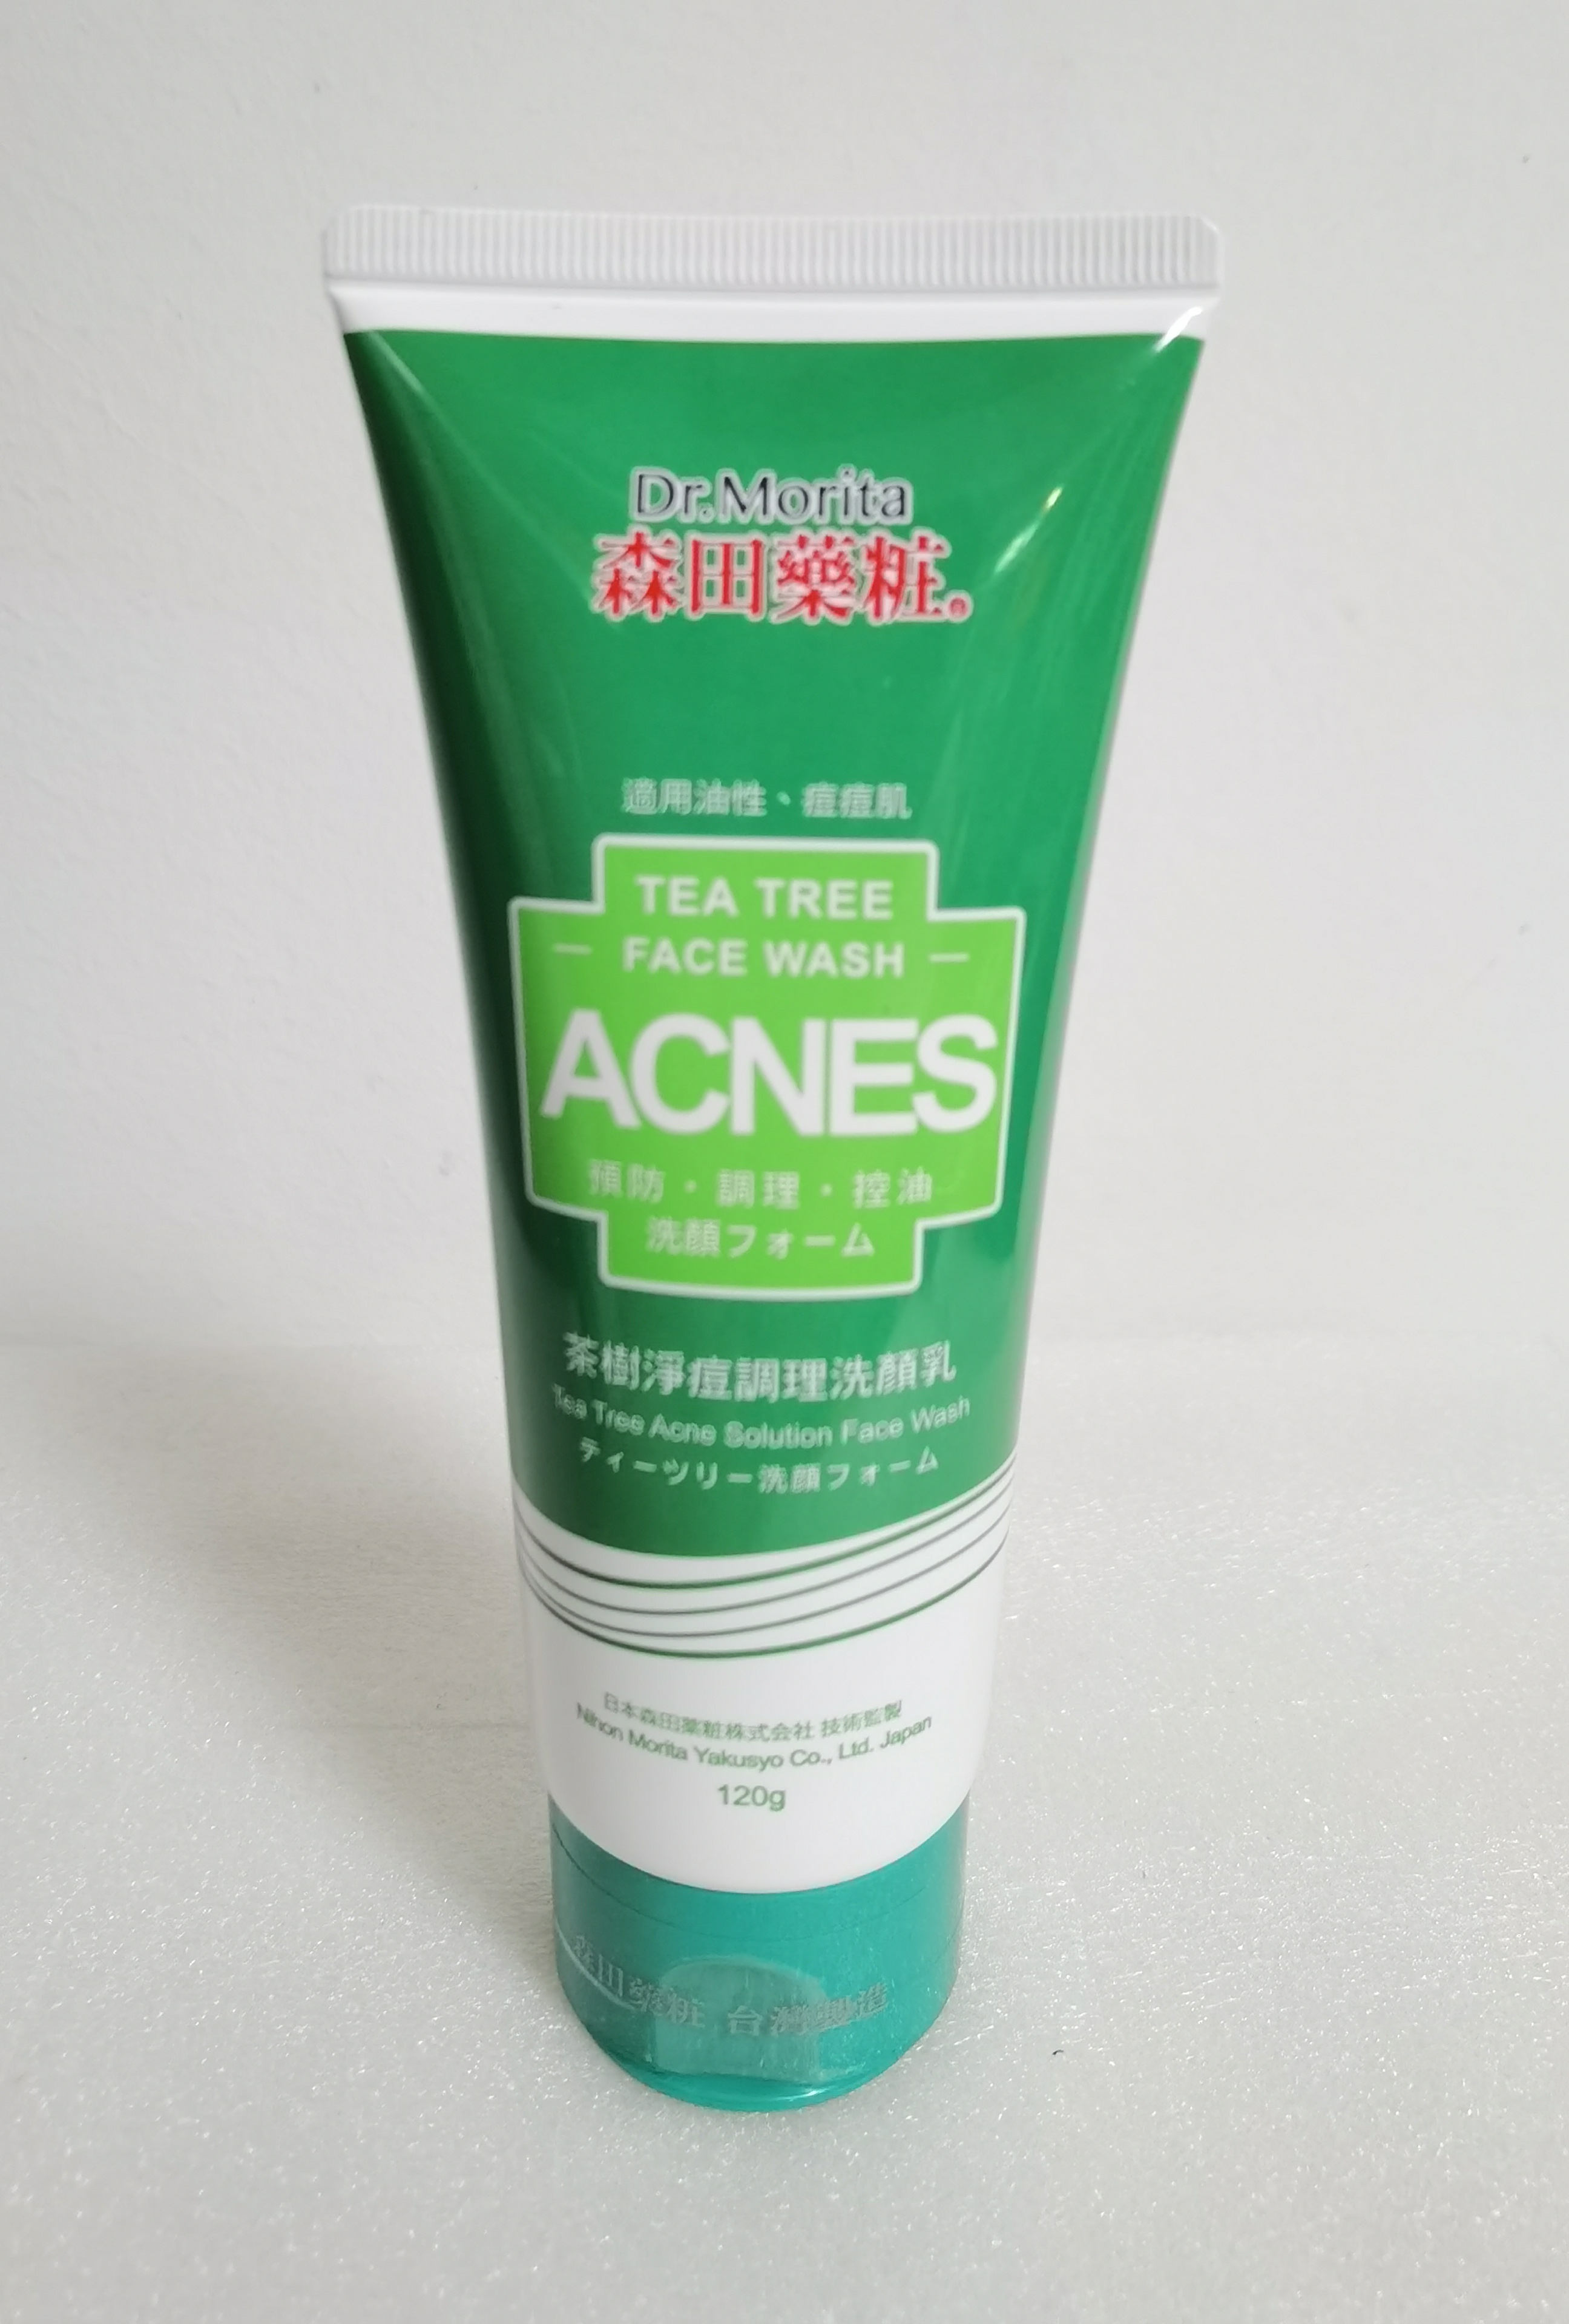 Dr.Morita
森田藥粧®
適用油性、痘痘肌
TEA TREE
FACE WASH
ACNES
預防・調理・控油
洗顏フォーム
茶樹淨痘調理洗顏乳
Tea Tree Acne Solution Face Wash
ティーツリー洗顏フォーム
日本森田薬粧株式会社 技術監製
Nihon Morita Yakusyo Co., Ltd. Japan
120g
森田藥粧 台灣製造